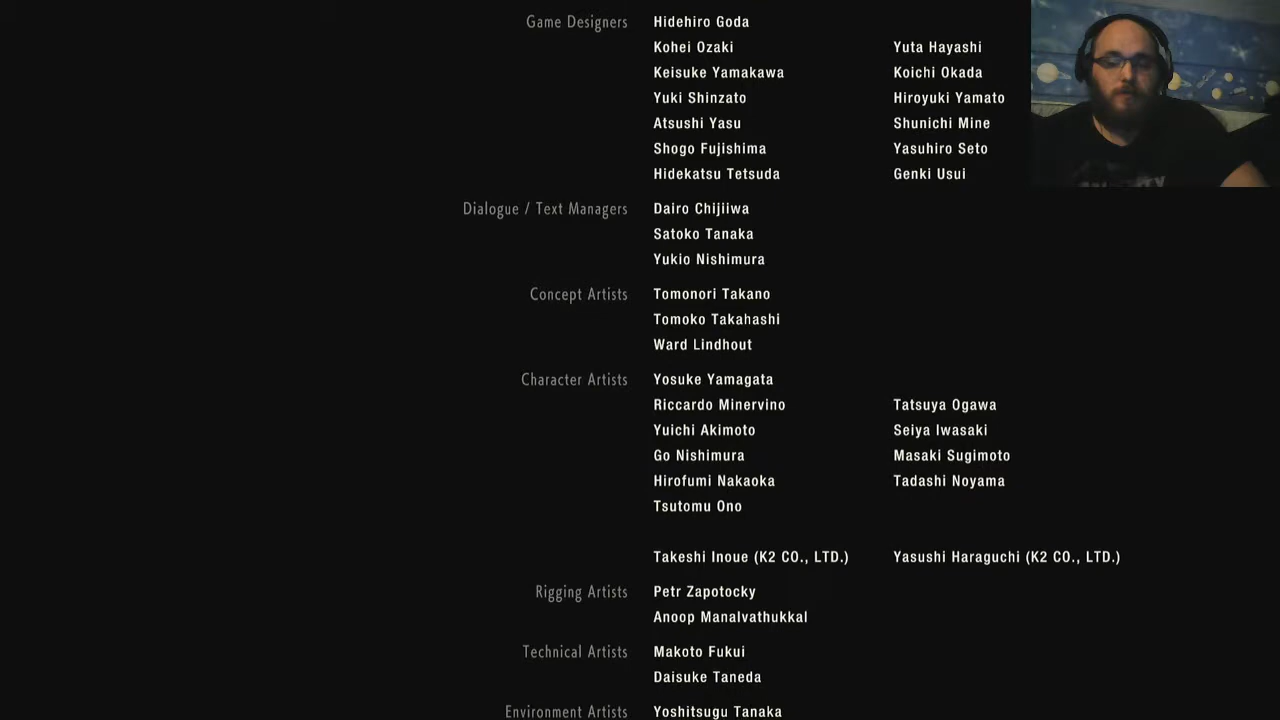 Game Designers Hidehiro Goda
Kohei Ozaki Yuta Hayashi
Keisuke Yamakawa Koichi Okada
Yuki Shinzato Hiroyuki Yamato
Atsushi Yasu Shunichi Mine
Shogo Fujishima Yasuhiro Seto
Hidekatsu Tetsuda Genki Usui
Dialogue / Text Managers Dairo Chijiiwa
Satoko Tanaka
Yukio Nishimura
Concept Artists Tomonori Takano
Tomoko Takahashi
Ward Lindhout
Character Artists Yosuke Yamagata
Riccardo Minervino Tatsuya Ogawa
Yuichi Akimoto Seiya Iwasaki
Go Nishimura Masaki Sugimoto
Hirofumi Nakaoka Tadashi Noyama
Tsutomu Ono
Takeshi Inoue (K2 CO., LTD.) Yasushi Haraguchi (K2 CO., LTD.)
Rigging Artists Petr Zapotocky
Anoop Manalvathukkal
Technical Artists Makoto Fukui
Daisuke Taneda
Environment Artists Yoshitsugu Tanaka